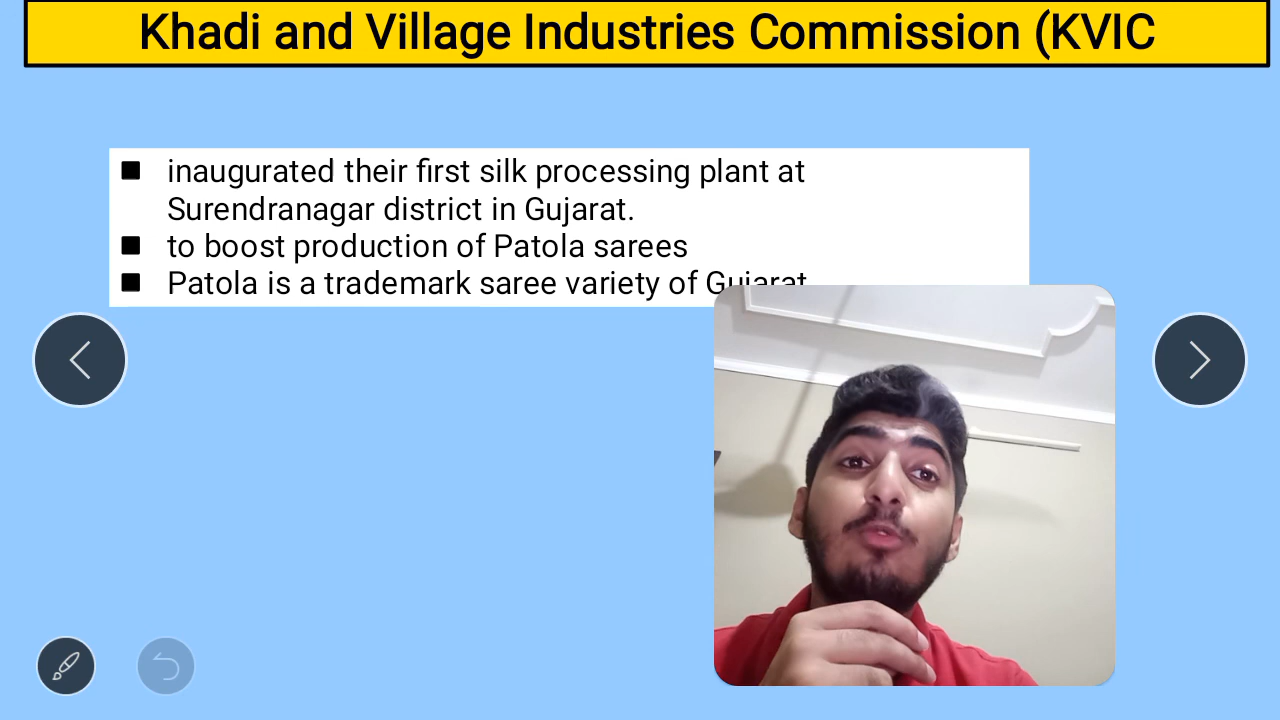 Khadi and Village Industries Commission (KVIC
inaugurated their first silk processing plant at
Surendranagar district in Gujarat.
to boost production of Patola sarees
Patola is a trademark saree variety of Gujarat